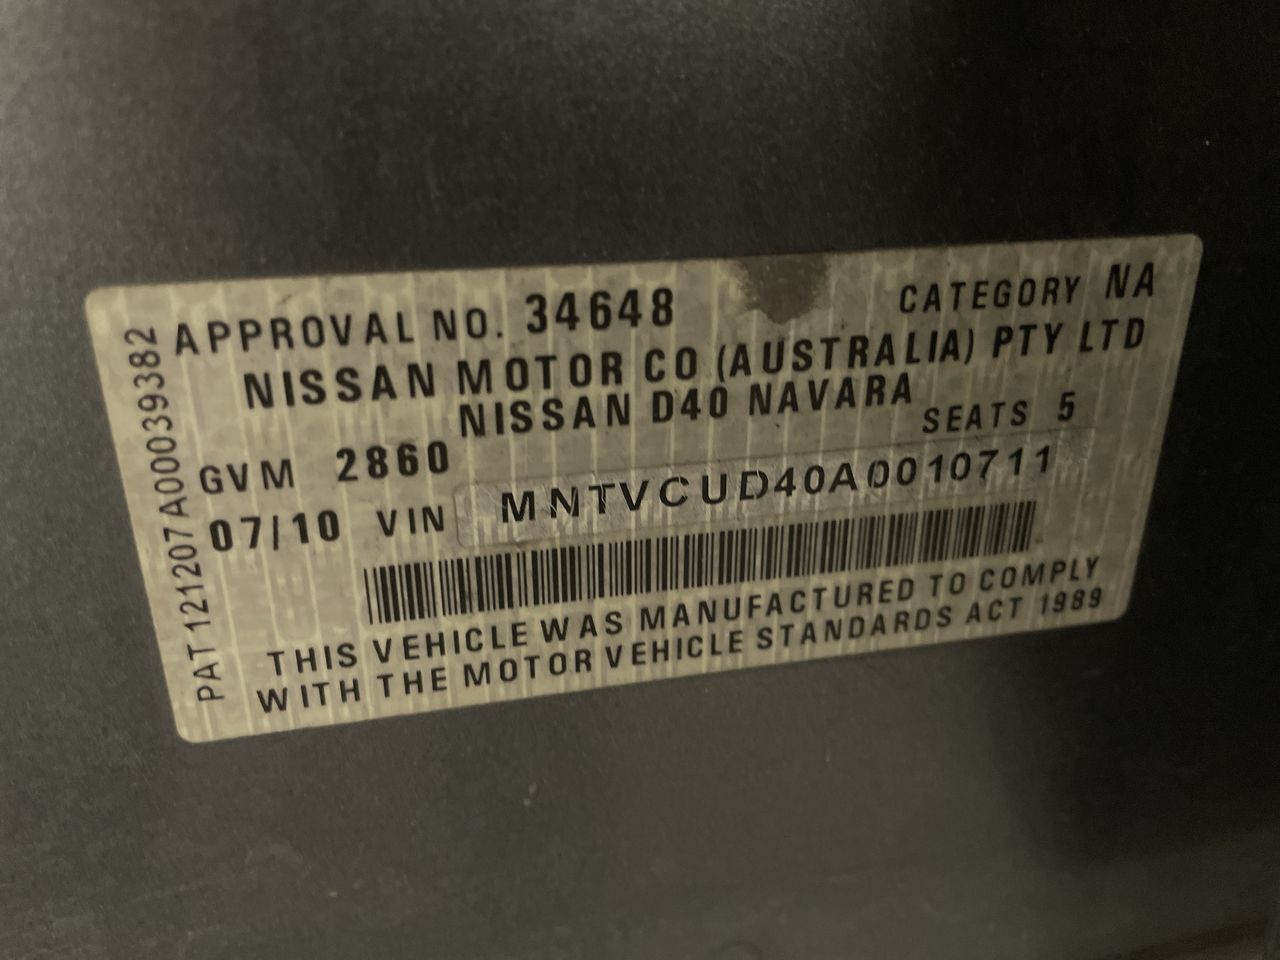 APPROVAL NO. 34648 CATEGORY NA
NISSAN MOTOR CO (AUSTRALIA) PTY LTD
NISSAN D40 NAVARA
GVM 2860 SEATS 5
07/10 VIN MNTVCUD40A0010711
THIS VEHICLE WAS MANUFACTURED TO COMPLY
WITH THE MOTOR VEHICLE STANDARDS ACT 1989
PAT 121207A000039382